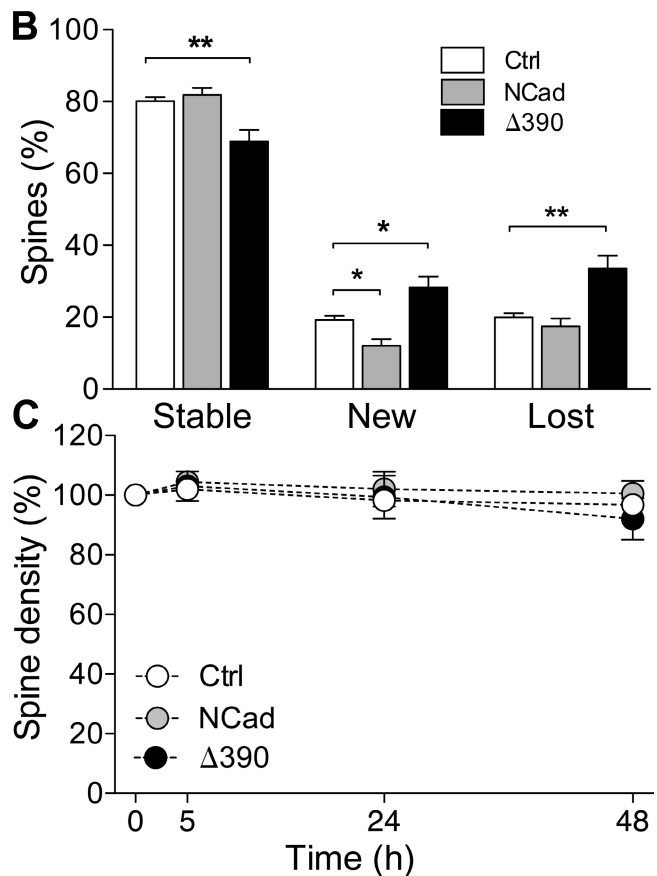 B
100
80
60
40
20
0
Spines (%)
**
*
*
**
Ctrl
NCad
Δ390
Stable New Lost
C
120
100
80
60
40
20
0
Spine density (%)
Ctrl
NCad
Δ390
0 5 24 48
Time (h)